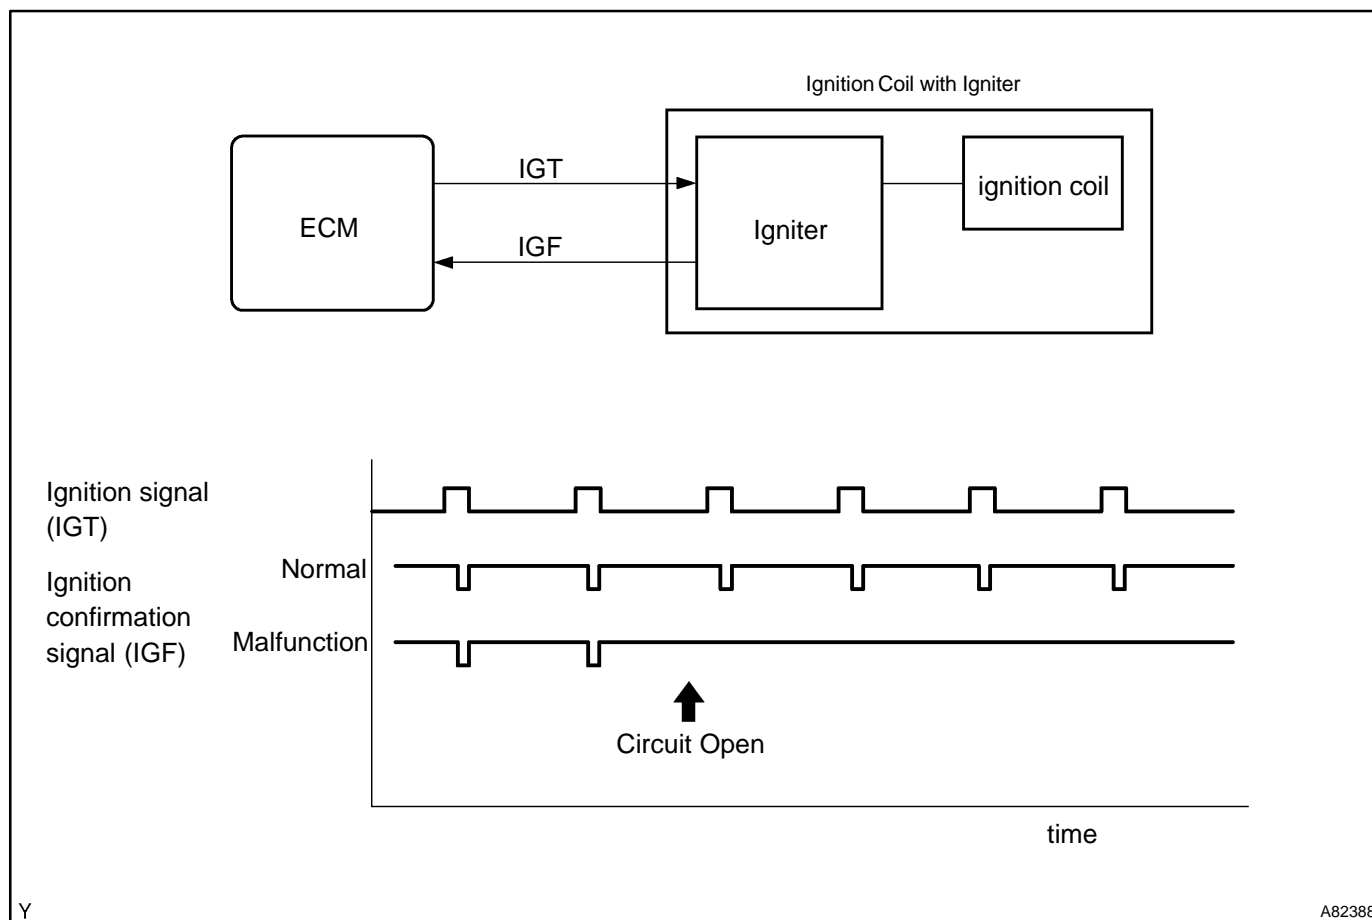 Ignition Coil with Igniter
ECM
IGT
IGF
Igniter
ignition coil
Ignition signal
(IGT)
Normal
Ignition
confirmation
signal (IGF)
Malfunction
Circuit Open
time
Y
A82388